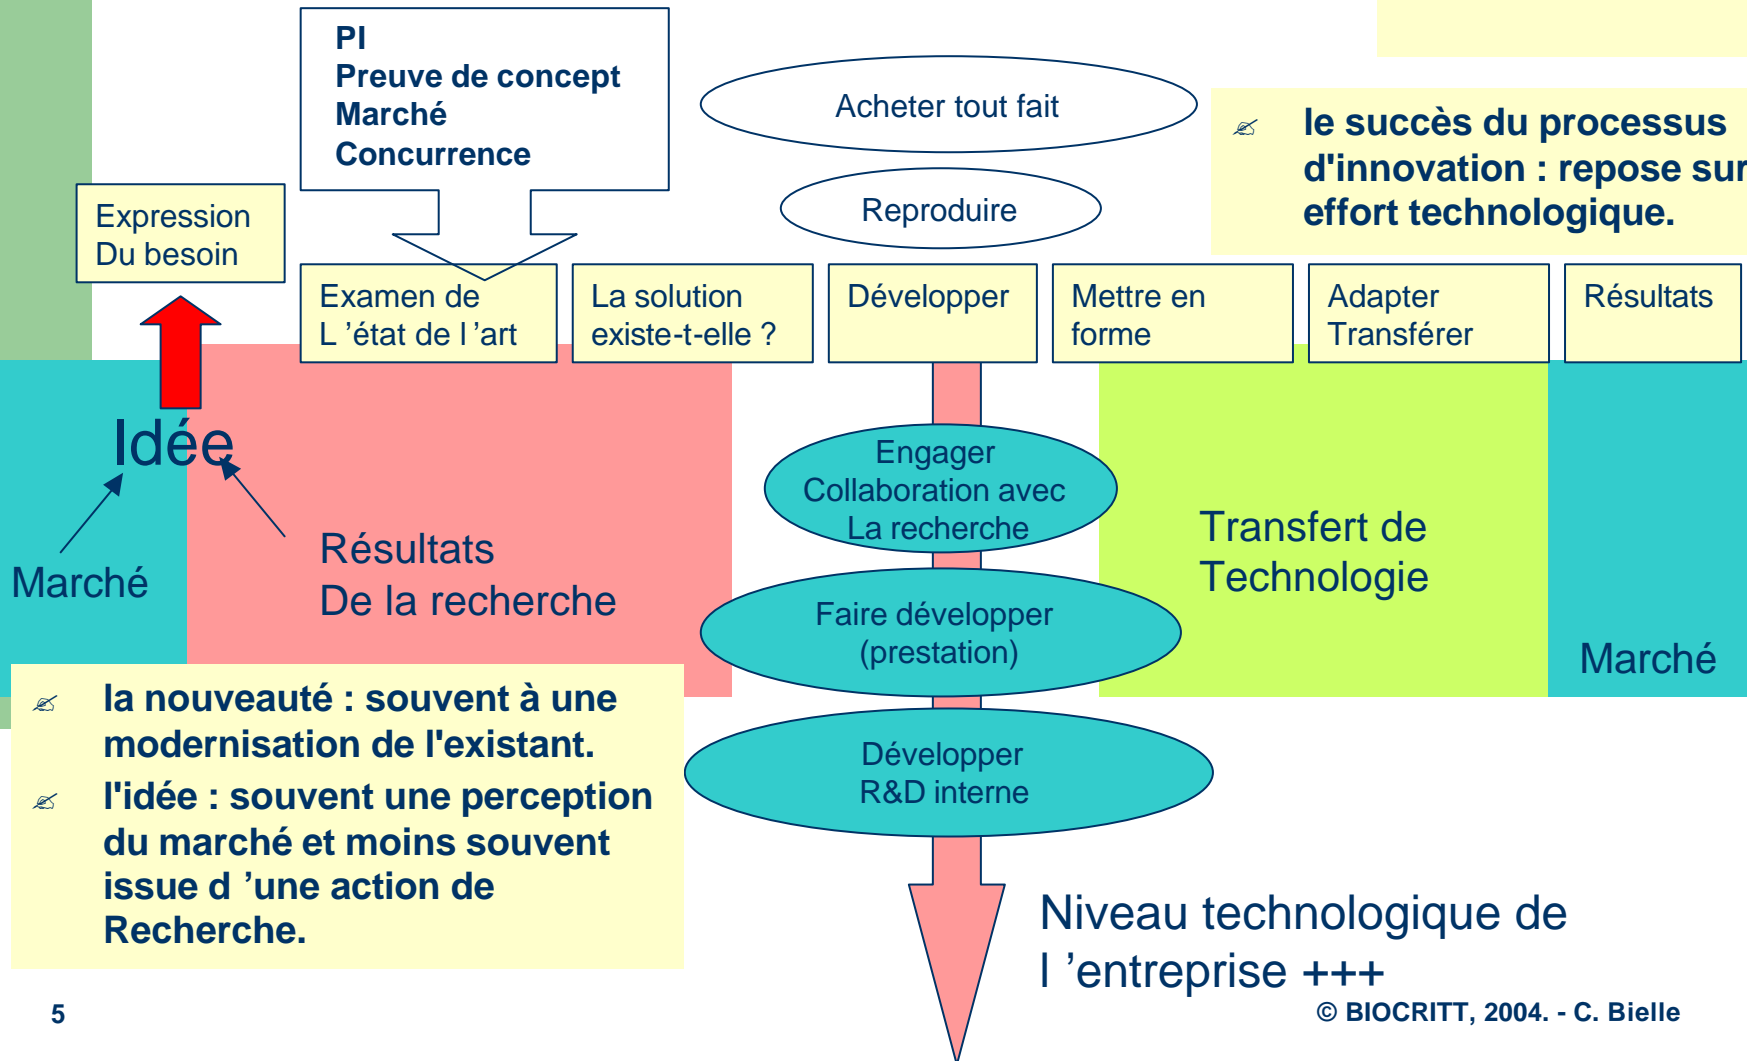 PI
Preuve de concept
Marché
Concurrence
Acheter tout fait
Reproduire
le succès du processus
d'innovation : repose sur
effort technologique.
Expression
Du besoin
Examen de
L ’état de l ’art
La solution
existe-t-elle ?
Développer
Mettre en
forme
Adapter
Transférer
Résultats
Idée
Marché
Résultats
De la recherche
Engager
Collaboration avec
La recherche
Faire développer
(prestation)
Développer
R&D interne
Transfert de
Technologie
Marché
la nouveauté : souvent à une
modernisation de l'existant.
l'idée : souvent une perception
du marché et moins souvent
issue d ’une action de
Recherche.
Niveau technologique de
l ’entreprise +++
5
© BIOCRITT, 2004. - C. Bielle